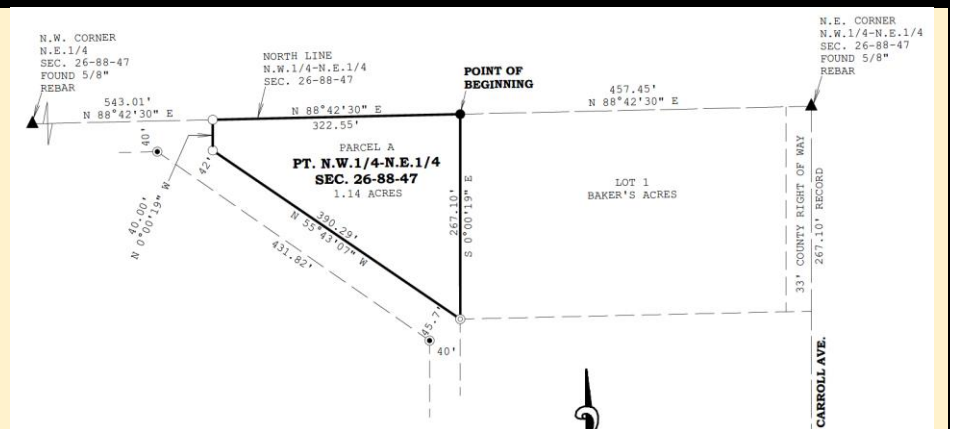 N.W. CORNER
N.E.1/4
SEC. 26-88-47
FOUND 5/8"
REBAR
NORTH LINE
N.W.1/4-N.E.1/4
SEC. 26-88-47
POINT OF
BEGINNING
N.E. CORNER
N.W.1/4-N.E.1/4
SEC. 26-88-47
FOUND 5/8"
REBAR
543.01'
N 88°42'30" E
N 88°42'30" E
322.55'
457.45'
N 88°42'30" E
40'
42'
40.00'
N 0°00'19" W
PARCEL A
PT. N.W.1/4-N.E.1/4
SEC. 26-88-47
1.14 ACRES
390.29'
N 55°43'07" W
431.82'
267.10'
S 0°00'19" E
LOT 1
BAKER'S ACRES
33' COUNTY RIGHT OF WAY
267.10' RECORD
45.7'
40'
CARROLL AVE.